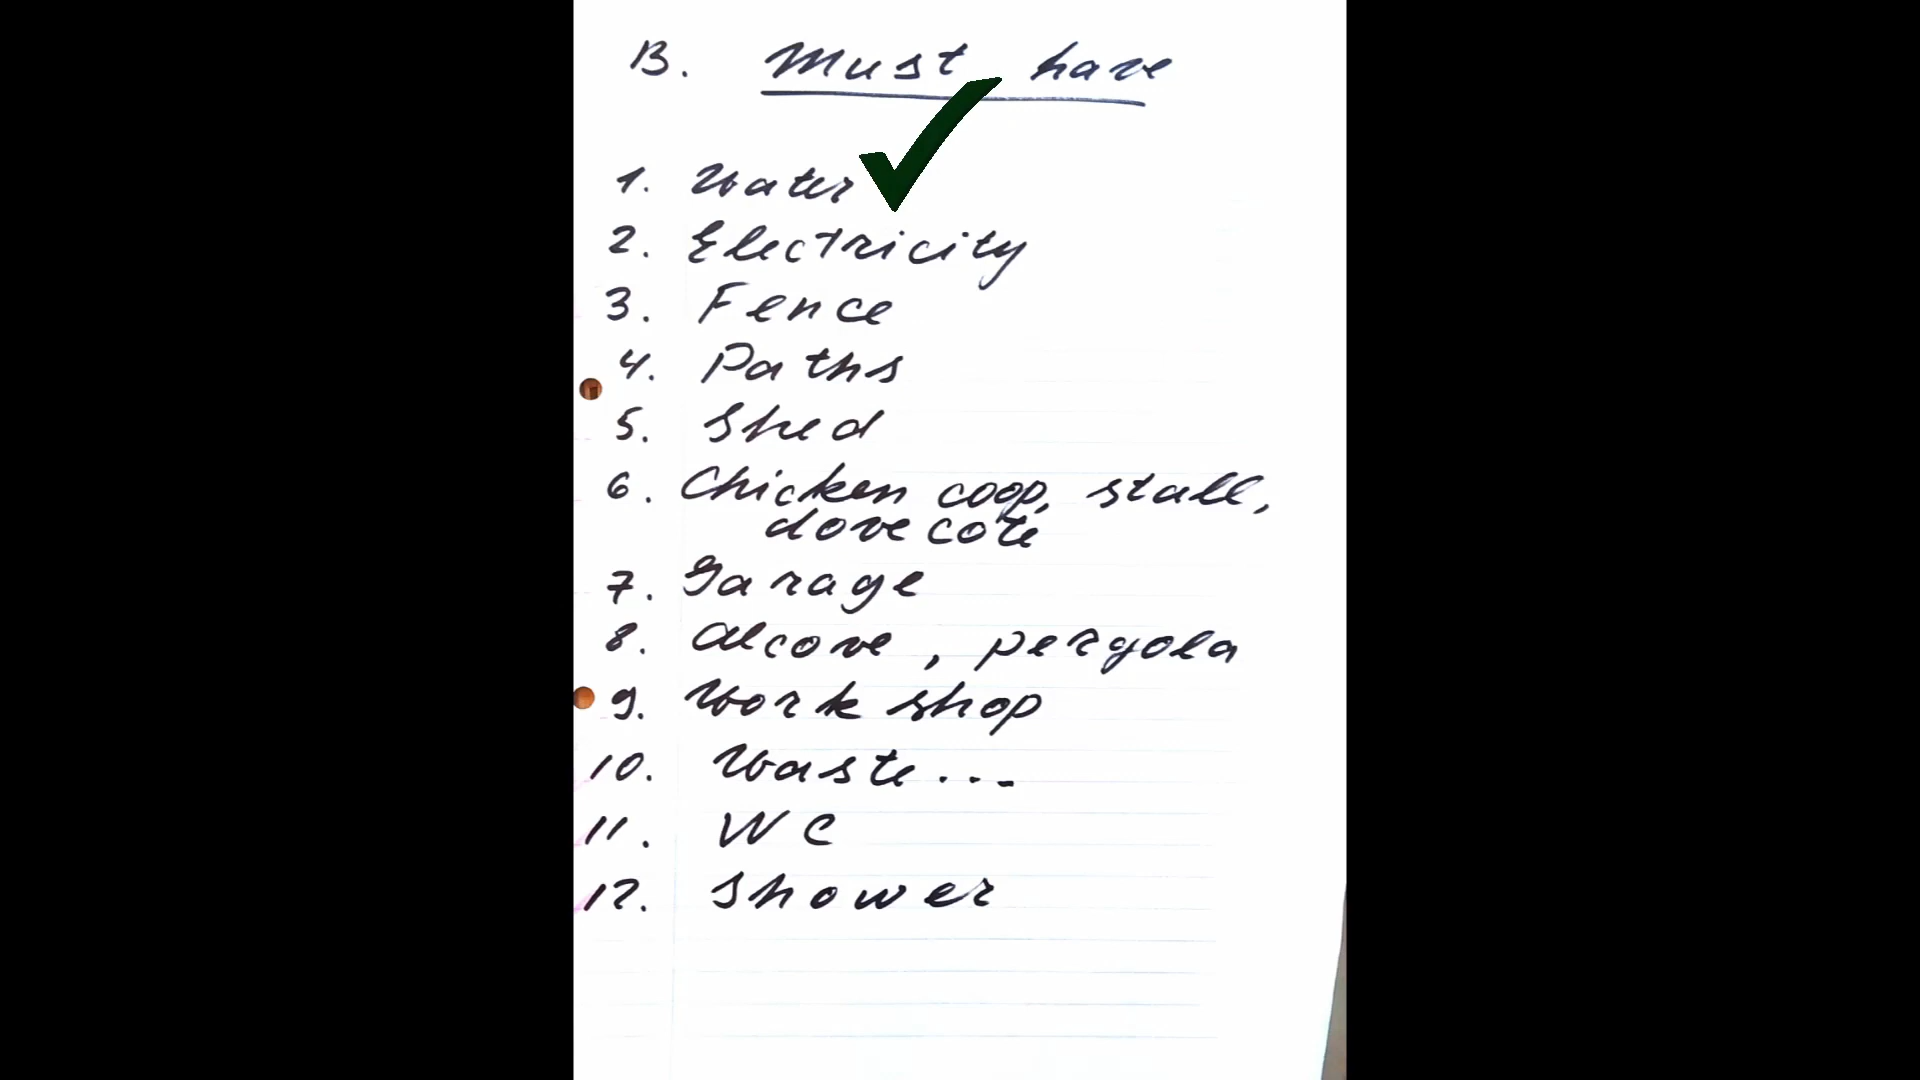 B. Must have
1. Water
2. Electricity
3. Fence
4. Paths
5. Shed
6. Chicken coop, stall,
dove cote
7. Garage
8. Alcove, pergola
9. Work shop
10. Waste...
11. WC
12. Shower